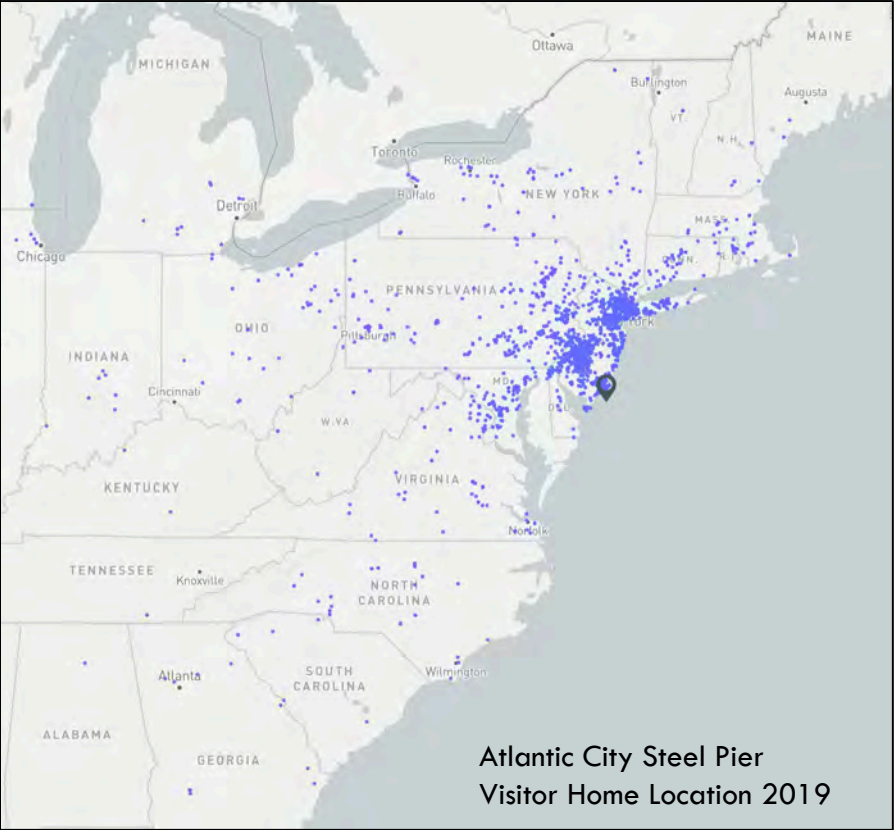 Ottawa
MAINE
MICHIGAN
Burlington
Augusta
VT.
N.H.
Toronto
Rochester
Buffalo
NEW YORK
Detroit
MASS.
Chicago
CONN.
R.I.
PENNSYLVANIA
OHIO
York
Pittsburgh
INDIANA
MD.
Cincinnati
DEL.
W.VA.
VIRGINIA
KENTUCKY
Norfolk
TENNESSEE
Knoxville
NORTH
CAROLINA
Atlanta
SOUTH
CAROLINA
Wilmington
ALABAMA
GEORGIA
Atlantic City Steel Pier
Visitor Home Location 2019